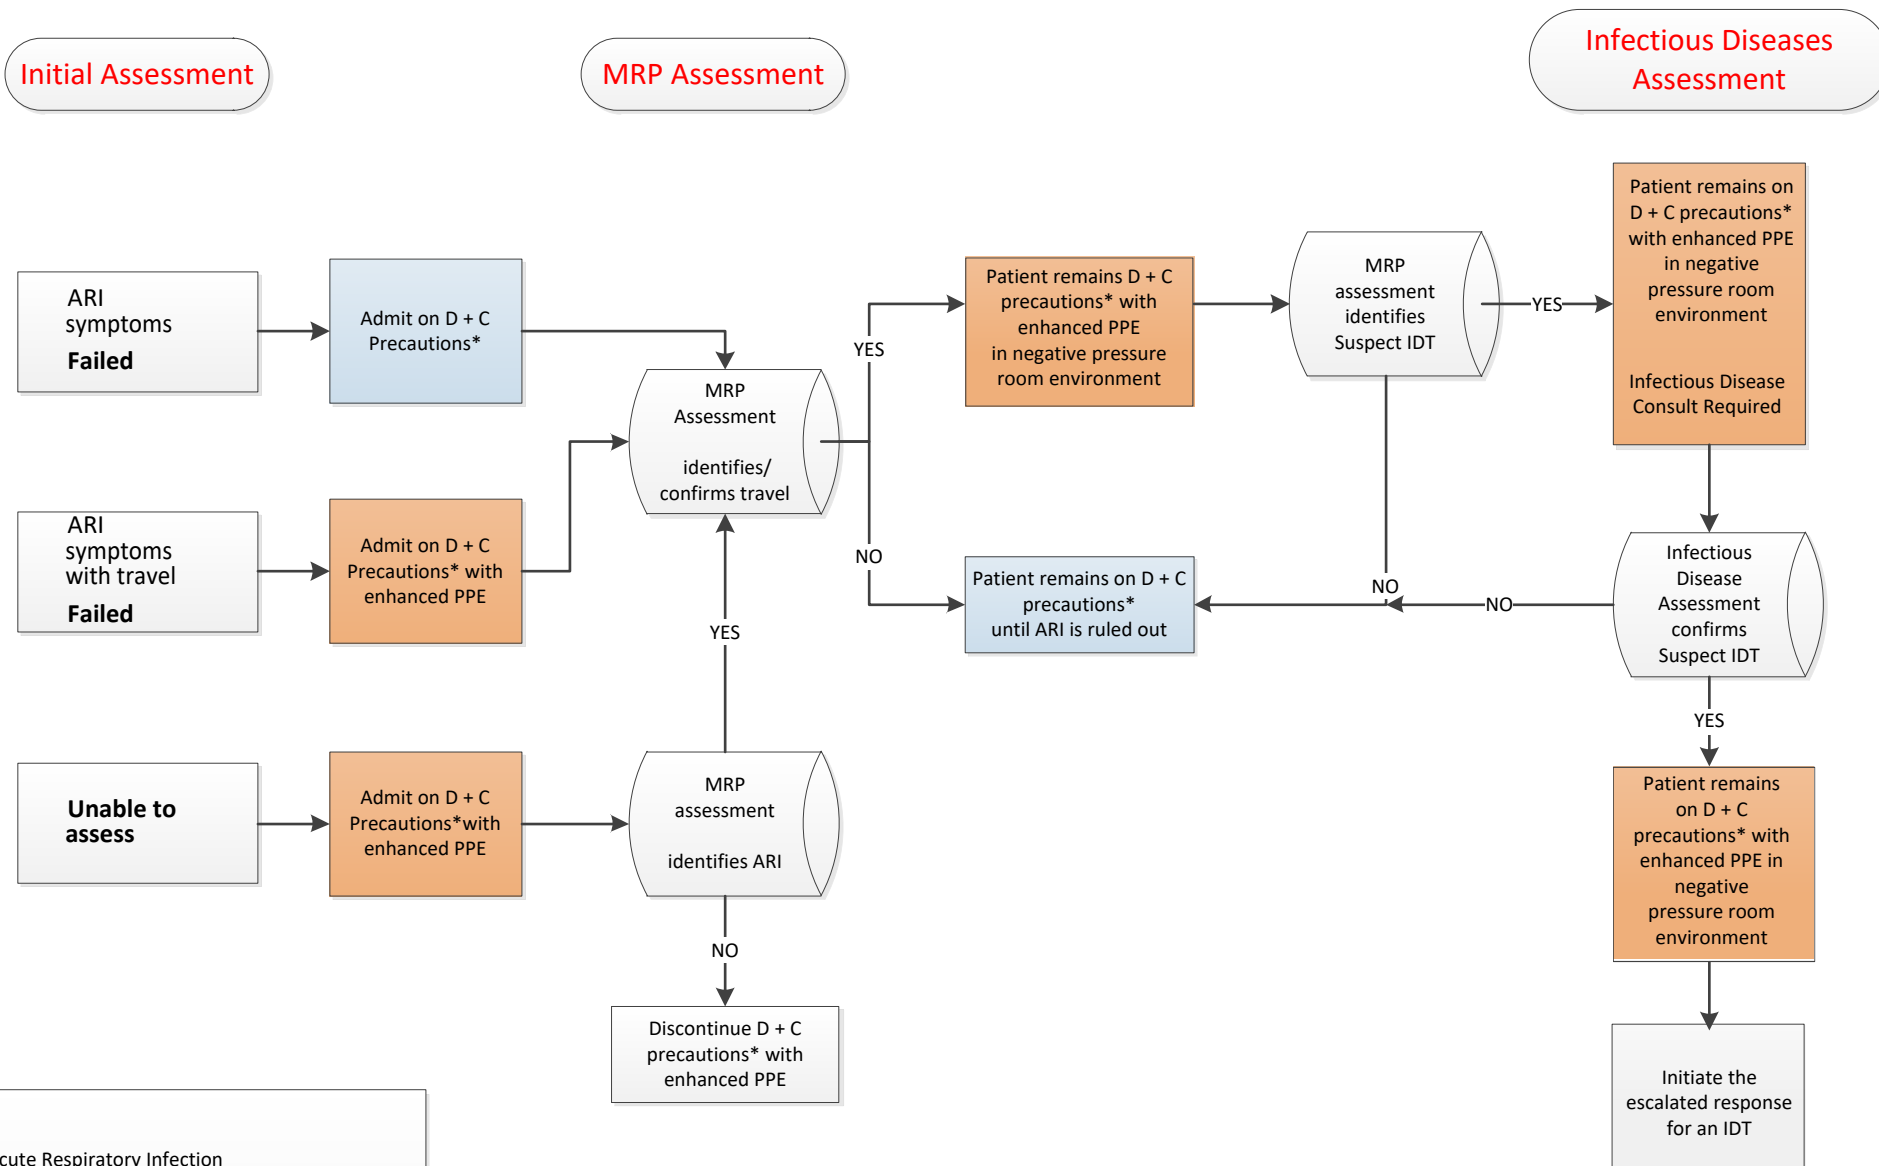 Initial Assessment
MRP Assessment
Infectious Diseases
Assessment
ARI
symptoms
Failed
Admit on D + C
Precautions*
ARI
symptoms
with travel
Failed
Admit on D + C
Precautions* with
enhanced PPE
Unable to
assess
Admit on D + C
Precautions*with
enhanced PPE
MRP
Assessment
identifies/
confirms travel
YES
MRP
assessment
identifies ARI
NO
Discontinue D + C
precautions* with
enhanced PPE
YES
NO
Patient remains D + C
precautions* with
enhanced PPE
in negative pressure
room environment
Patient remains on D + C
precautions*
until ARI is ruled out
MRP
assessment
identifies
Suspect IDT
YES
NO
Patient remains on
D + C precautions*
with enhanced PPE
in negative
pressure room
environment
Infectious Disease
Consult Required
Infectious
Disease
Assessment
confirms
Suspect IDT
NO
YES
Patient remains
on D + C
precautions* with
enhanced PPE in
negative
pressure room
environment
Initiate the
escalated response
for an IDT
cute Respiratory Infection